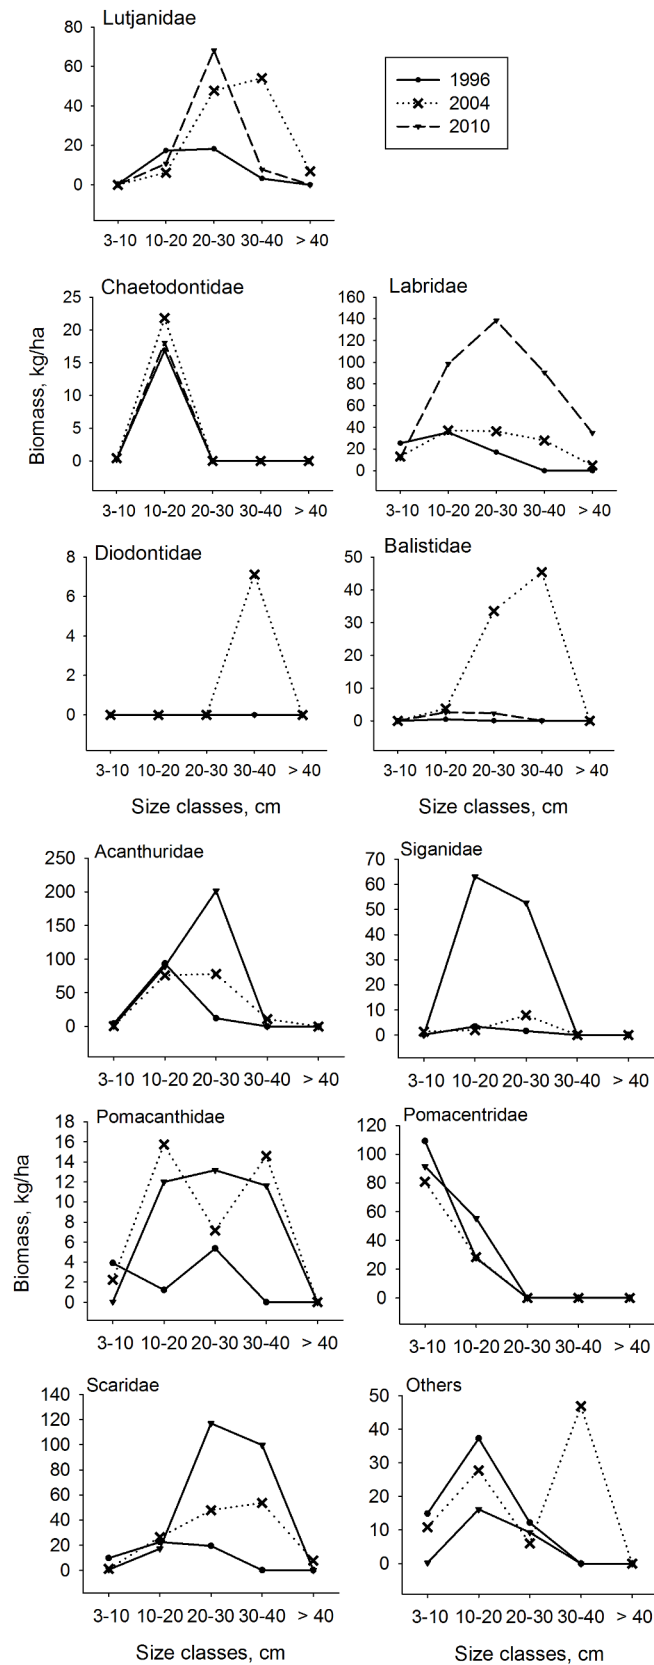 Lutjanidae
80
60
40
20
0
3-10 10-20 20-30 30-40 > 40
1996
2004
2010
Biomass, kg/ha
Chaetodontidae
25
20
15
10
5
0
3-10 10-20 20-30 30-40 > 40
Labridae
160
140
120
100
80
60
40
20
0
3-10 10-20 20-30 30-40 > 40
Diodontidae
8
6
4
2
0
3-10 10-20 20-30 30-40 > 40
Size classes, cm
Balistidae
50
40
30
20
10
0
3-10 10-20 20-30 30-40 > 40
Size classes, cm
Acanthuridae
250
200
150
100
50
0
3-10 10-20 20-30 30-40 > 40
Siganidae
70
60
50
40
30
20
10
0
3-10 10-20 20-30 30-40 > 40
Biomass, kg/ha
Pomacanthidae
18
16
14
12
10
8
6
4
2
0
3-10 10-20 20-30 30-40 > 40
Pomacentridae
120
100
80
60
40
20
0
3-10 10-20 20-30 30-40 > 40
Scaridae
140
120
100
80
60
40
20
0
3-10 10-20 20-30 30-40 > 40
Size classes, cm
Others
50
40
30
20
10
0
3-10 10-20 20-30 30-40 > 40
Size classes, cm